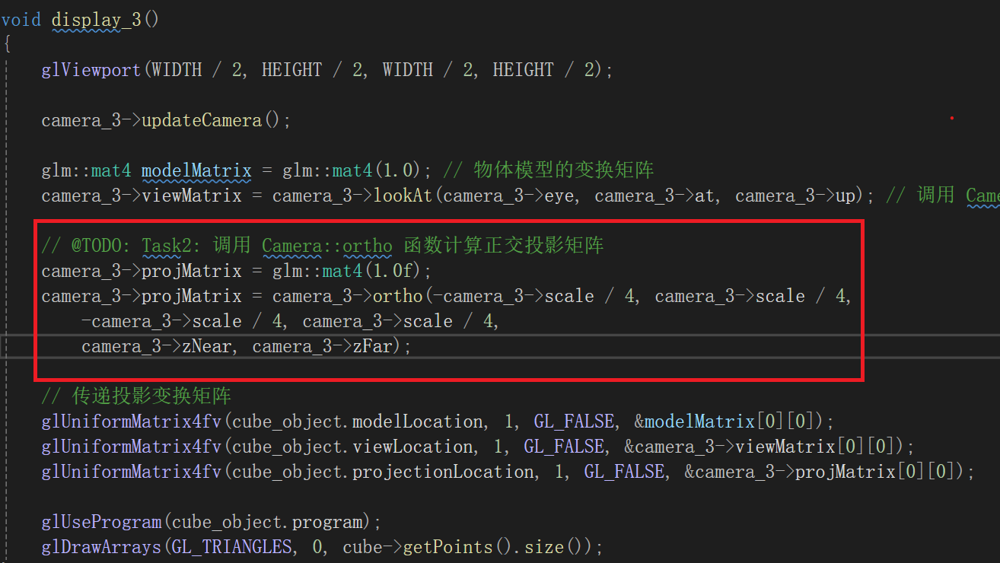 void display_3()
{
glViewport(WIDTH / 2, HEIGHT / 2, WIDTH / 2, HEIGHT / 2);
camera_3->updateCamera();
glm::mat4 modelMatrix = glm::mat4(1.0); // 物体模型的变换矩阵
camera_3->viewMatrix = camera_3->lookAt(camera_3->eye, camera_3->at, camera_3->up); // 调用 Came
// @TODO: Task2: 调用 Camera::ortho 函数计算正交投影矩阵
camera_3->projMatrix = glm::mat4(1.0f);
camera_3->projMatrix = camera_3->ortho(-camera_3->scale / 4, camera_3->scale / 4,
-camera_3->scale / 4, camera_3->scale / 4,
camera_3->zNear, camera_3->zFar);
// 传递投影变换矩阵
glUniformMatrix4fv(cube_object.modelLocation, 1, GL_FALSE, &modelMatrix[0][0]);
glUniformMatrix4fv(cube_object.viewLocation, 1, GL_FALSE, &camera_3->viewMatrix[0][0]);
glUniformMatrix4fv(cube_object.projectionLocation, 1, GL_FALSE, &camera_3->projMatrix[0][0]);
glUseProgram(cube_object.program);
glDrawArrays(GL_TRIANGLES, 0, cube->getPoints().size());